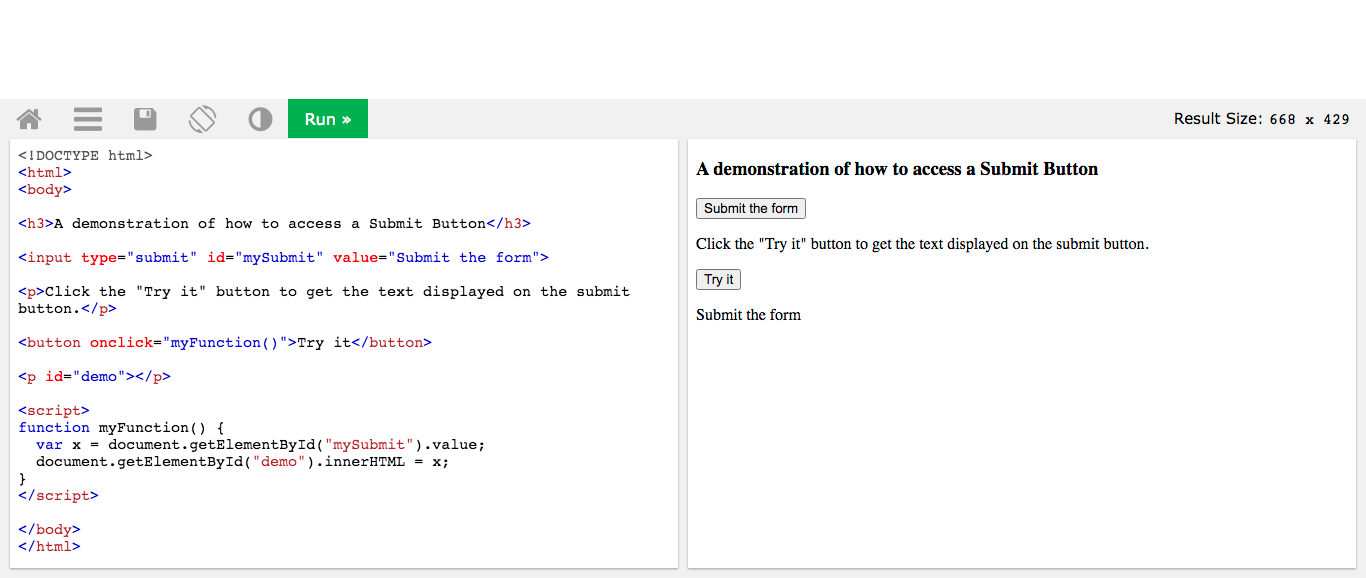 Run »
Result Size: 668 x 429
<!DOCTYPE html>
<html>
<body>
<h3>A demonstration of how to access a Submit Button</h3>
<input type="submit" id="mySubmit" value="Submit the form">
<p>Click the "Try it" button to get the text displayed on the submit
button.</p>
<button onclick="myFunction()">Try it</button>
<p id="demo"></p>
<script>
function myFunction() {
  var x = document.getElementById("mySubmit").value;
  document.getElementById("demo").innerHTML = x;
}
</script>
</body>
</html>
A demonstration of how to access a Submit Button
Submit the form
Click the "Try it" button to get the text displayed on the submit button.
Try it
Submit the form